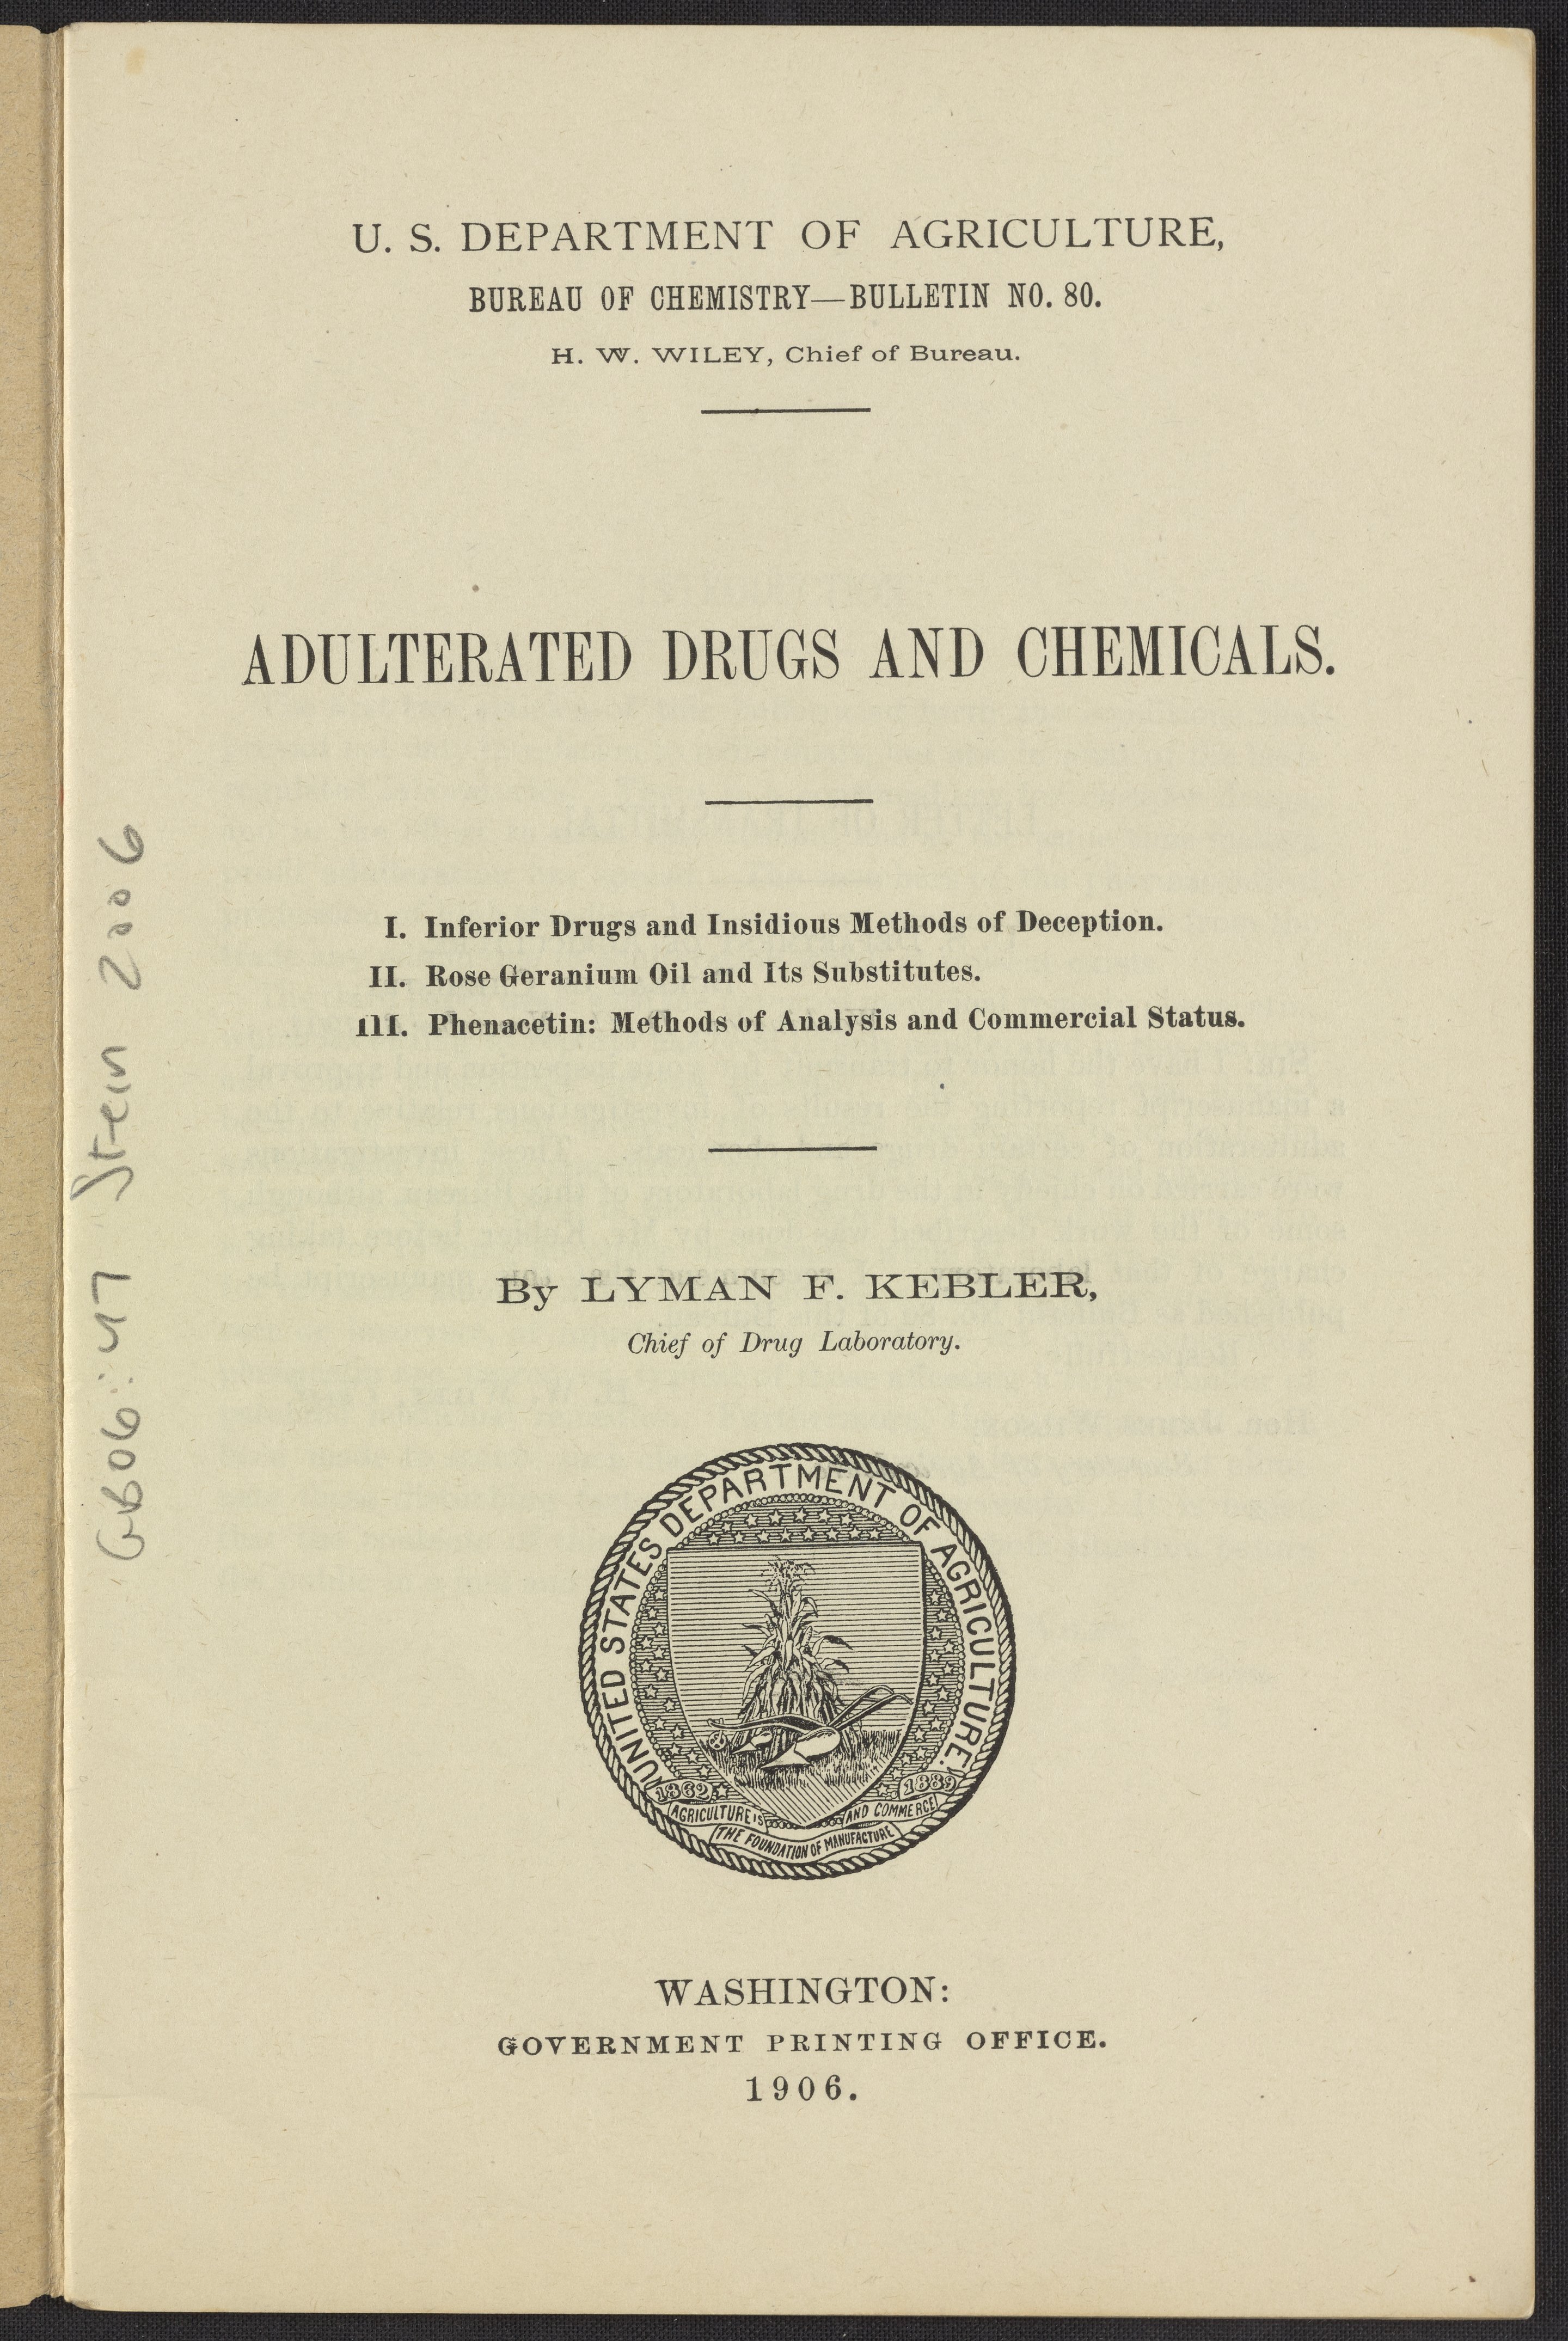 U. S. DEPARTMENT OF AGRICULTURE,
BUREAU OF CHEMISTRY—BULLETIN NO. 80.
H. W. WILEY, Chief of Bureau.
ADULTERATED DRUGS AND CHEMICALS.
I. Inferior Drugs and Insidious Methods of Deception.
II. Rose Geranium Oil and Its Substitutes.
III. Phenacetin: Methods of Analysis and Commercial Status.
By LYMAN F. KEBLER,
Chief of Drug Laboratory.
UNITED STATES DEPARTMENT OF AGRICULTURE.
1862
1889
AGRICULTURE IS
THE FOUNDATION OF MANUFACTURE
AND COMMERCE
WASHINGTON:
GOVERNMENT PRINTING OFFICE.
1906.
Stein 2006